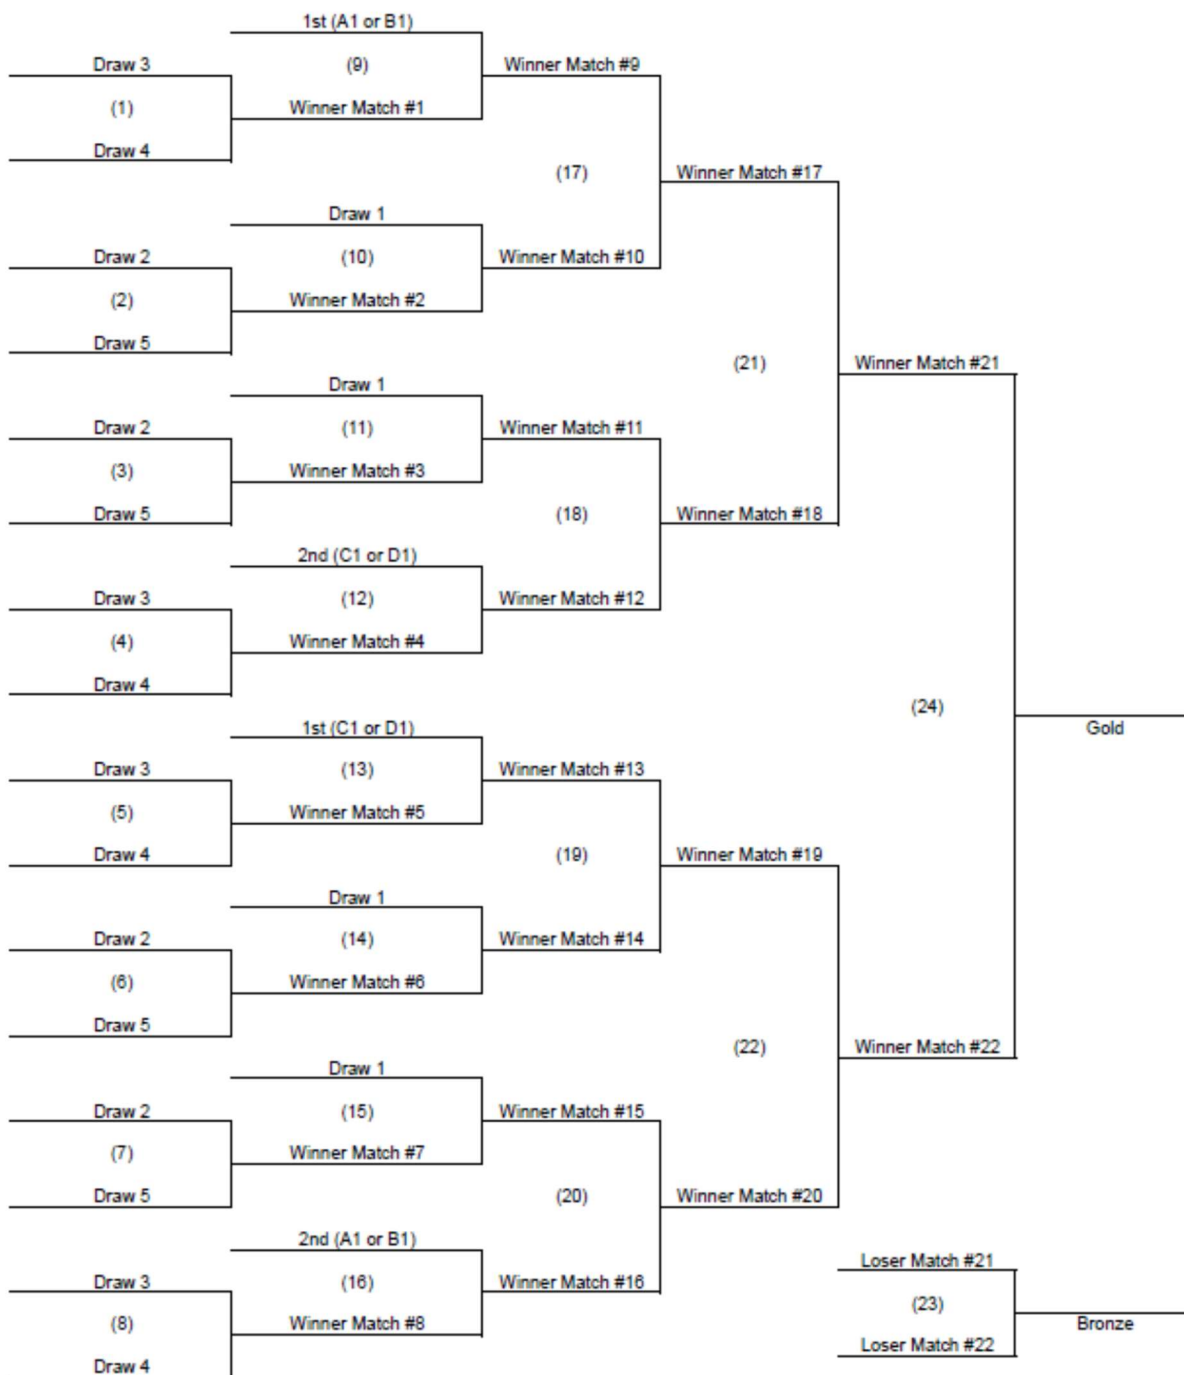 1st (A1 or B1)
Draw 3
(9)
Winner Match #9
(1)
Winner Match #1
Draw 4
(17)
Winner Match #17
Draw 1
Draw 2
(10)
Winner Match #10
(2)
Winner Match #2
Draw 5
(21)
Winner Match #21
Draw 1
Draw 2
(11)
Winner Match #11
(3)
Winner Match #3
Draw 5
(18)
Winner Match #18
2nd (C1 or D1)
Draw 3
(12)
Winner Match #12
(4)
Winner Match #4
Draw 4
(24)
Gold
1st (C1 or D1)
Draw 3
(13)
Winner Match #13
(5)
Winner Match #5
Draw 4
(19)
Winner Match #19
Draw 1
Draw 2
(14)
Winner Match #14
(6)
Winner Match #6
Draw 5
(22)
Winner Match #22
Draw 1
Draw 2
(15)
Winner Match #15
(7)
Winner Match #7
Draw 5
(20)
Winner Match #20
2nd (A1 or B1)
Loser Match #21
Draw 3
(16)
Winner Match #16
(23)
(8)
Winner Match #8
Bronze
Loser Match #22
Draw 4